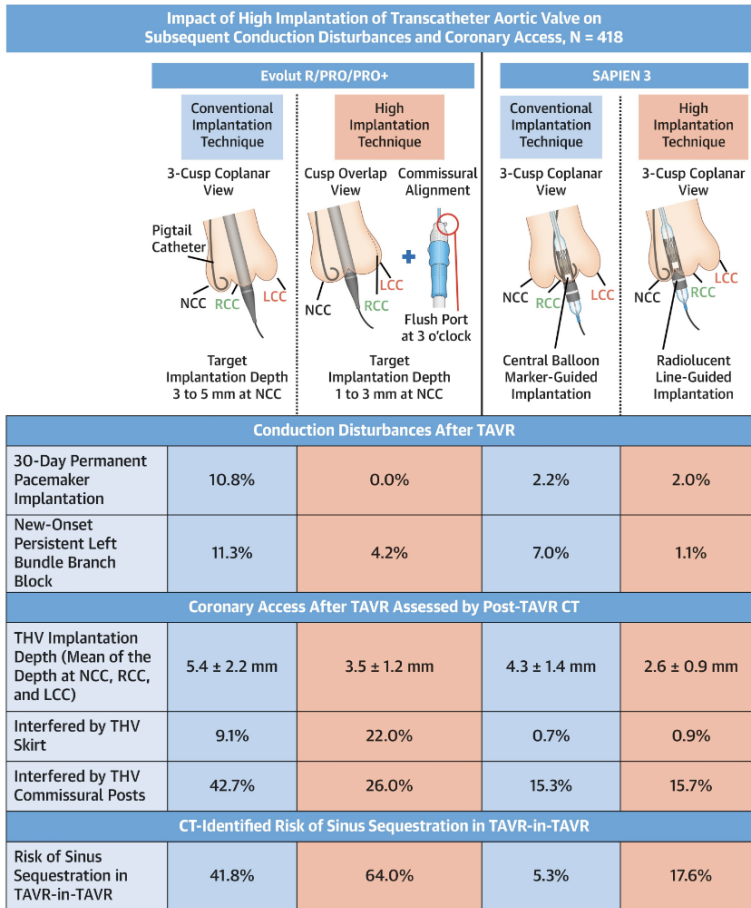 Impact of High Implantation of Transcatheter Aortic Valve on
Subsequent Conduction Disturbances and Coronary Access, N = 418
Evolut R/PRO/PRO+
SAPIEN 3
Conventional
Implantation
Technique
High
Implantation
Technique
Conventional
Implantation
Technique
High
Implantation
Technique
3-Cusp Coplanar
View
Cusp Overlap
View
Commissural
Alignment
3-Cusp Coplanar
View
3-Cusp Coplanar
View
Pigtail
Catheter
NCC
RCC
LCC
NCC
RCC
LCC
+
Flush Port
at 3 o'clock
NCC
RCC
LCC
NCC
RCC
LCC
Target
Implantation Depth
3 to 5 mm at NCC
Target
Implantation Depth
1 to 3 mm at NCC
Central Balloon
Marker-Guided
Implantation
Radiolucent
Line-Guided
Implantation
Conduction Disturbances After TAVR
30-Day Permanent
Pacemaker
Implantation
10.8%
0.0%
2.2%
2.0%
New-Onset
Persistent Left
Bundle Branch
Block
11.3%
4.2%
7.0%
1.1%
Coronary Access After TAVR Assessed by Post-TAVR CT
THV Implantation
Depth (Mean of the
Depth at NCC, RCC,
and LCC)
5.4 ± 2.2 mm
3.5 ± 1.2 mm
4.3 ± 1.4 mm
2.6 ± 0.9 mm
Interfered by THV
Skirt
9.1%
22.0%
0.7%
0.9%
Interfered by THV
Commissural Posts
42.7%
26.0%
15.3%
15.7%
CT-Identified Risk of Sinus Sequestration in TAVR-in-TAVR
Risk of Sinus
Sequestration in
TAVR-in-TAVR
41.8%
64.0%
5.3%
17.6%